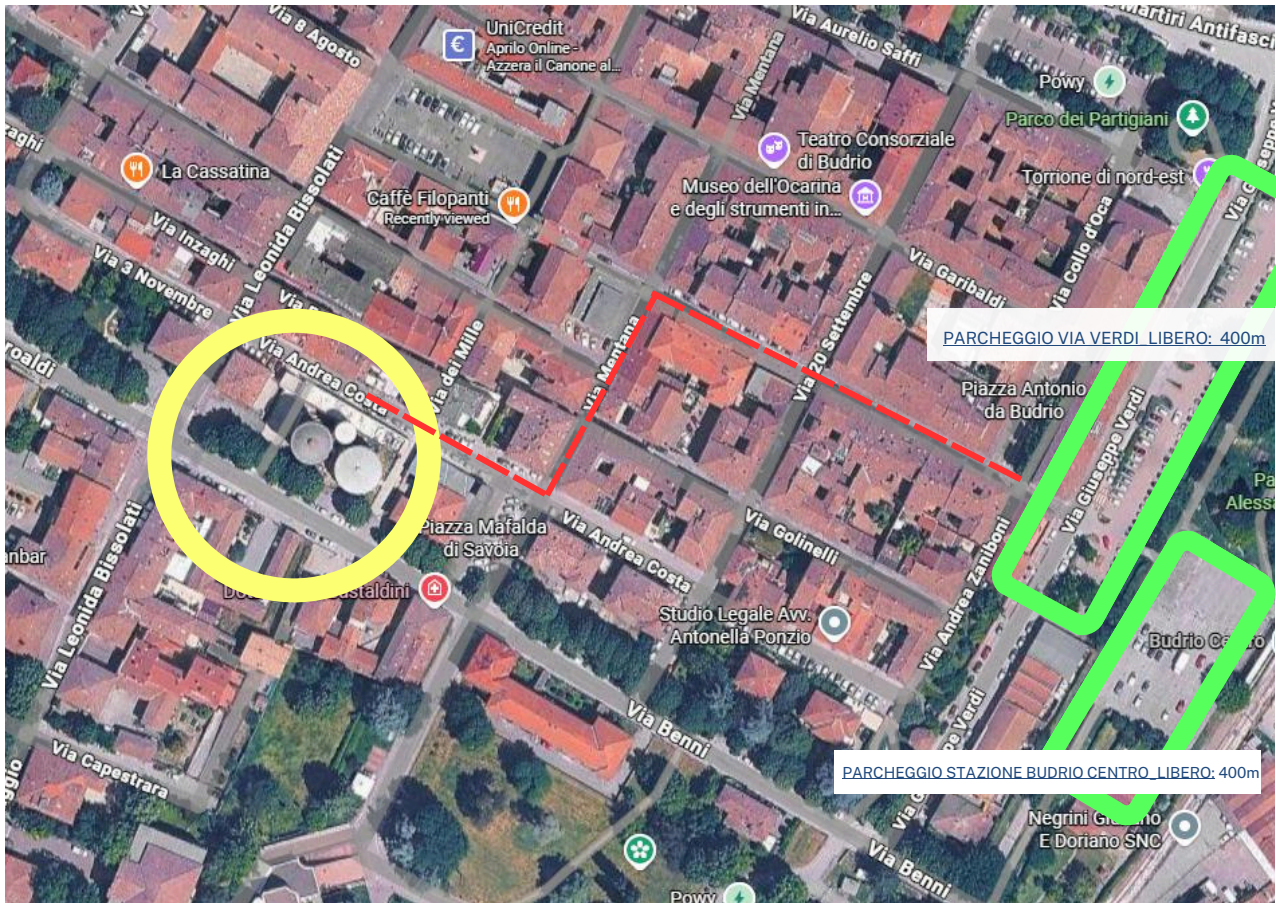 Via 8 Agosto
UniCredit
Aprilo Online -
Azzera il Canone al...
Via Aurelio Saffi
Martiri Antifasci
Via Mentana
Powy
Parco dei Partigiani
Teatro Consorziale
di Budrio
La Cassatina
Via Leonida Bissolati
Caffè Filopanti
Recently viewed
Museo dell'Ocarina
e degli strumenti in...
Torrione di nord-est
Via Inzaghi
Via 3 Novembre
Via Collo d'Oca
Via Garibaldi
Via 20 Settembre
PARCHEGGIO VIA VERDI_LIBERO: 400m
Via Andrea Costa
Via dei Mille
Via Mentana
Piazza Antonio
da Budrio
Via Giuseppe Verdi
Piazza Mafalda
di Savoia
Via Andrea Costa
Via Golinelli
Via Andrea Zaniboni
Via Leonida Bissolati
Studio Legale Avv.
Antonella Ponzio
Via Benni
PARCHEGGIO STAZIONE BUDRIO CENTRO_LIBERO: 400m
Via Capestrara
Negrini
E Doriano SNC
Via Benni
Powy